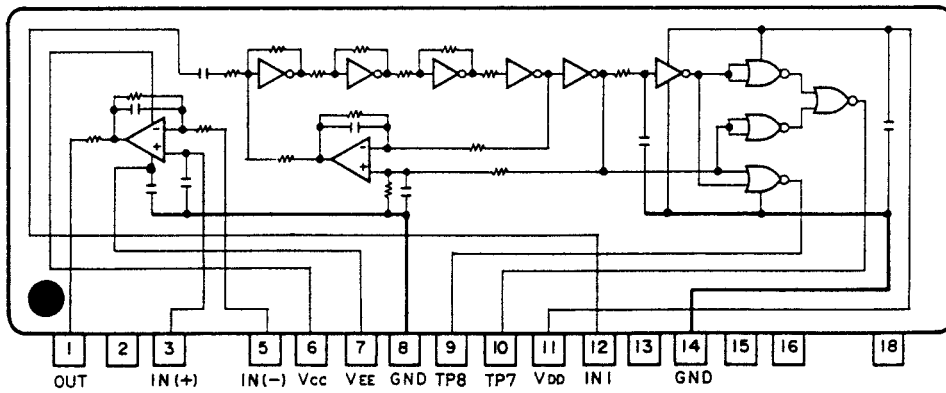 − +
− +
1 2 3 5 6 7 8 9 10 11 12 13 14 15 16 18
OUT IN(+) IN(−) VCC VEE GND TP8 TP7 VDD IN1 GND